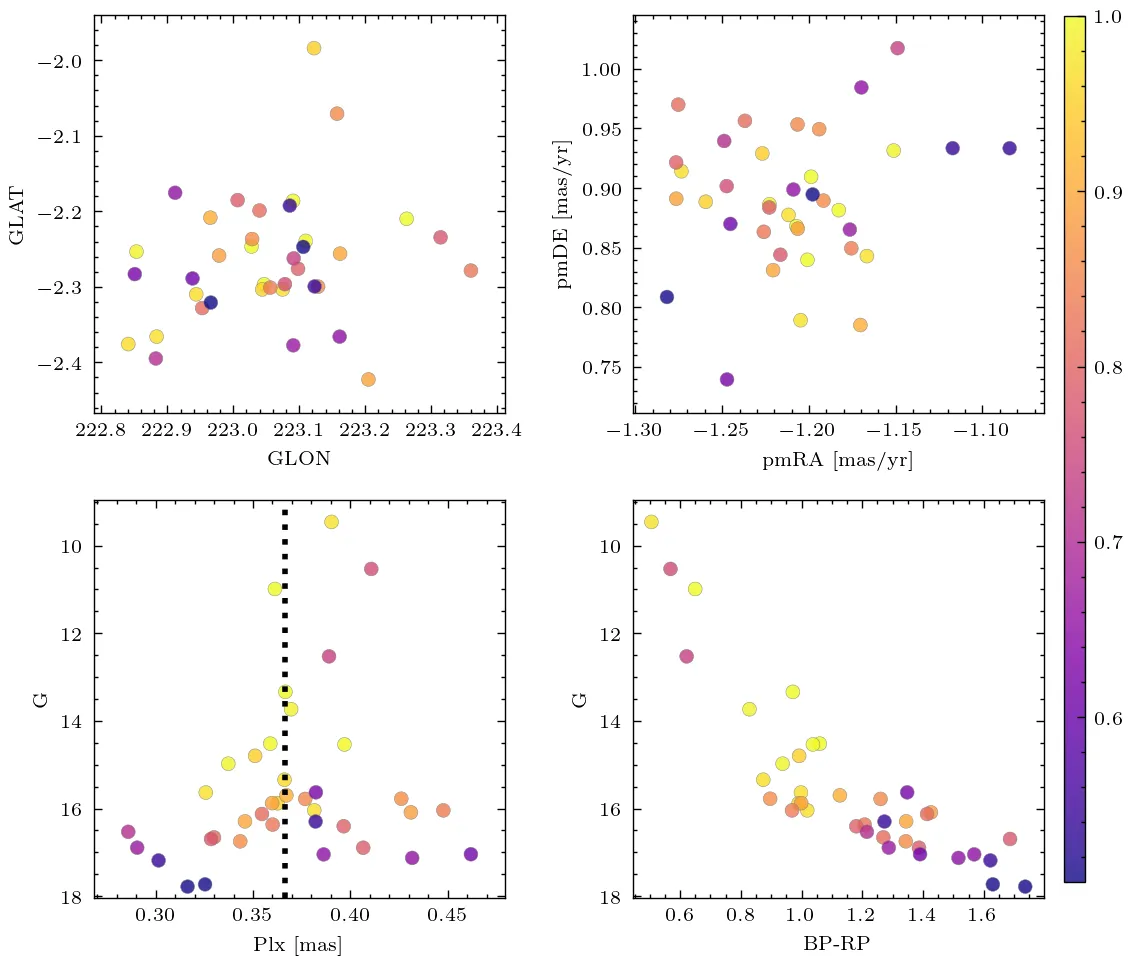 −2.0
−2.1
−2.2
−2.3
−2.4
GLAT
222.8 222.9 223.0 223.1 223.2 223.3 223.4
GLON
1.00
0.95
0.90
0.85
0.80
0.75
pmDE [mas/yr]
−1.30 −1.25 −1.20 −1.15 −1.10
pmRA [mas/yr]
1.0
0.9
0.8
0.7
0.6
10
12
14
16
18
G
0.30 0.35 0.40 0.45
Plx [mas]
10
12
14
16
18
G
0.6 0.8 1.0 1.2 1.4 1.6
BP-RP